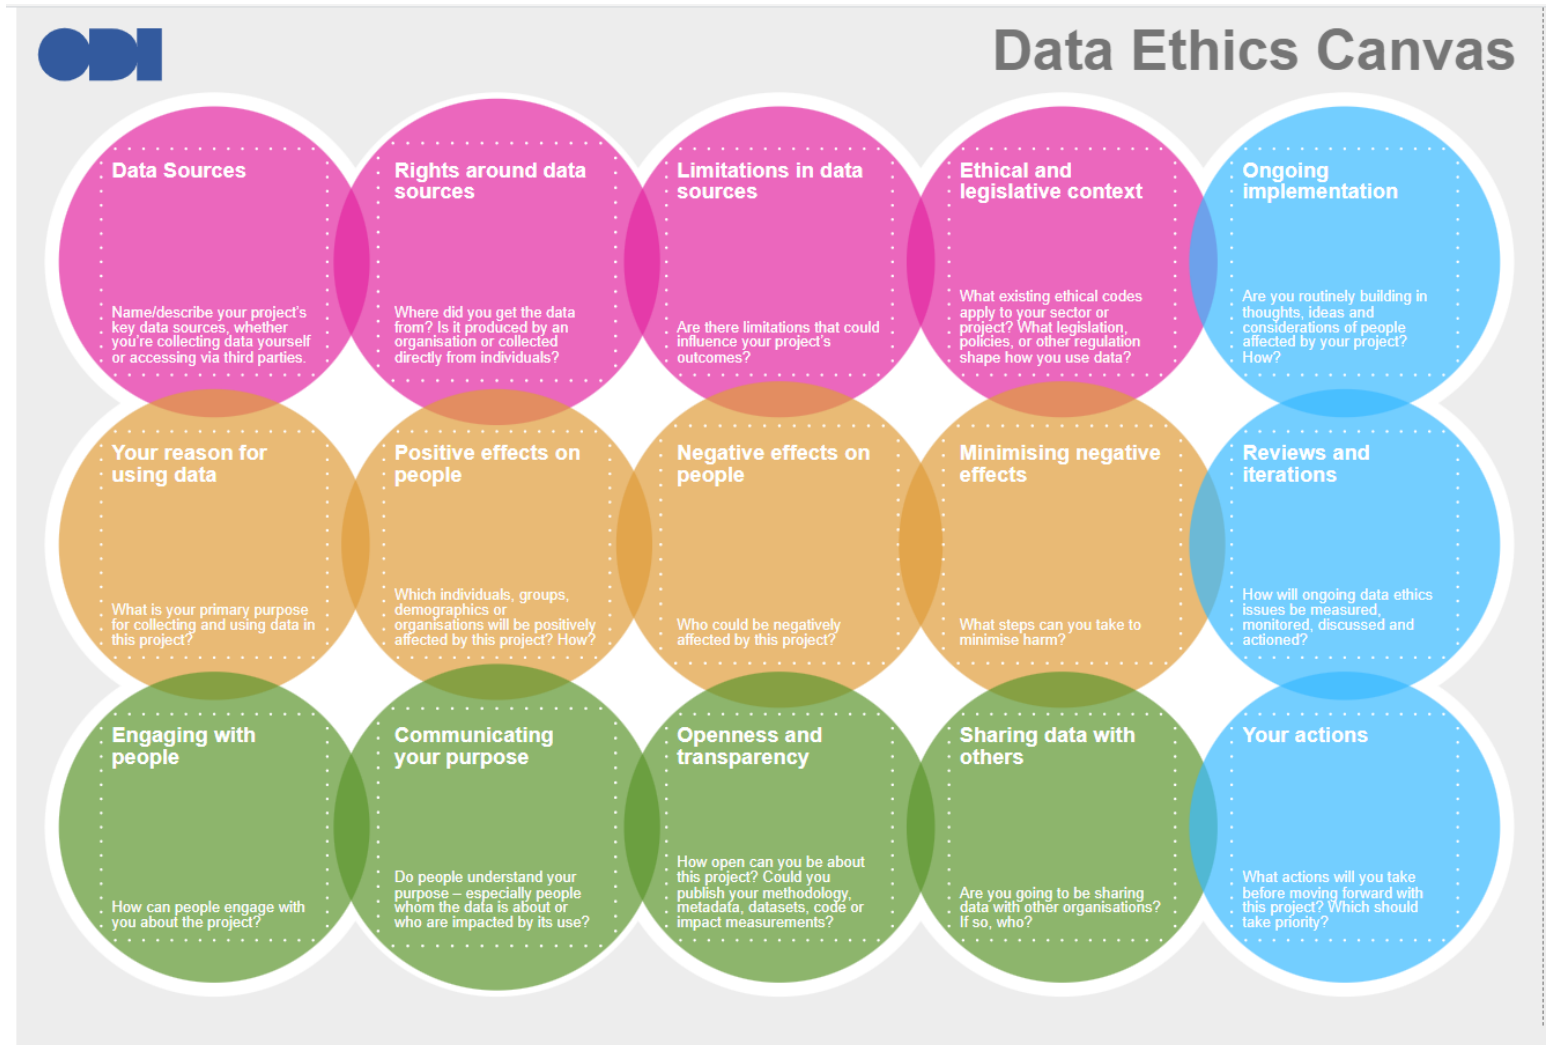 ODI
Data Ethics Canvas
Data Sources
Name/describe your project's
key data sources, whether
you're collecting data yourself
or accessing via third parties.
Rights around data
sources
Where did you get the data
from? Is it produced by an
organisation or collected
directly from individuals?
Limitations in data
sources
Are there limitations that could
influence your project's
outcomes?
Ethical and
legislative context
What existing ethical codes
apply to your sector or
project? What legislation,
policies, or other regulation
shape how you use data?
Ongoing
implementation
Are you routinely building in
thoughts, ideas and
considerations of people
affected by your project?
How?
Your reason for
using data
What is your primary purpose
for collecting and using data in
this project?
Positive effects on
people
Which individuals, groups,
demographics or
organisations will be positively
affected by this project? How?
Negative effects on
people
Who could be negatively
affected by this project?
Minimising negative
effects
What steps can you take to
minimise harm?
Reviews and
iterations
How will ongoing data ethics
issues be measured,
monitored, discussed and
actioned?
Engaging with
people
How can people engage with
you about the project?
Communicating
your purpose
Do people understand your
purpose – especially people
whom the data is about or
who are impacted by its use?
Openness and
transparency
How open can you be about
this project? Could you
publish your methodology,
metadata, datasets, code or
impact measurements?
Sharing data with
others
Are you going to be sharing
data with other organisations?
If so, who?
Your actions
What actions will you take
before moving forward with
this project? Which should
take priority?